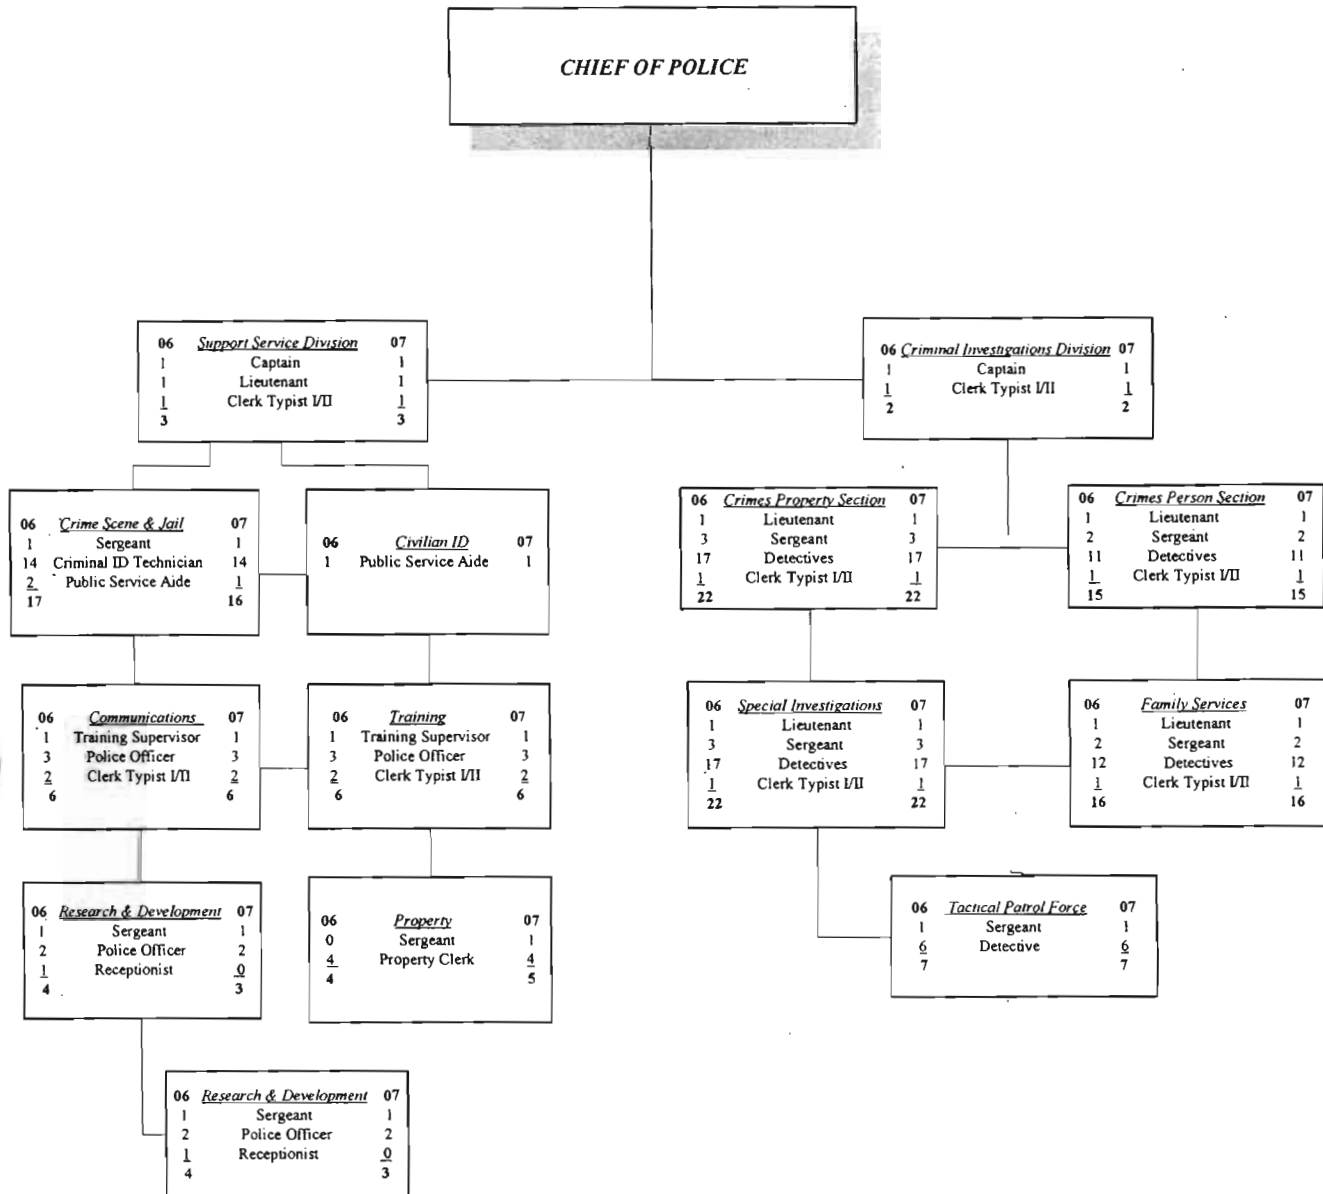 CHIEF OF POLICE
06 Support Service Division 07
1 Captain 1
1 Lieutenant 1
1 Clerk Typist I/II 1
3 3
06 Criminal Investigations Division 07
1 Captain 1
1 Clerk Typist I/II 1
2 2
06 Crime Scene & Jail 07
1 Sergeant 1
14 Criminal ID Technician 14
2 Public Service Aide 1
17 16
06 Civilian ID 07
1 Public Service Aide 1
06 Crimes Property Section 07
1 Lieutenant 1
3 Sergeant 3
17 Detectives 17
1 Clerk Typist I/II 1
22 22
06 Crimes Person Section 07
1 Lieutenant 1
2 Sergeant 2
11 Detectives 11
1 Clerk Typist I/II 1
15 15
06 Communications 07
1 Training Supervisor 1
3 Police Officer 3
2 Clerk Typist I/II 2
6 6
06 Training 07
1 Training Supervisor 1
3 Police Officer 3
2 Clerk Typist I/II 2
6 6
06 Special Investigations 07
1 Lieutenant 1
3 Sergeant 3
17 Detectives 17
1 Clerk Typist I/II 1
22 22
06 Family Services 07
1 Lieutenant 1
2 Sergeant 2
12 Detectives 12
1 Clerk Typist I/II 1
16 16
06 Research & Development 07
1 Sergeant 1
2 Police Officer 2
1 Receptionist 0
4 3
06 Property 07
0 Sergeant 1
4 Property Clerk 4
4 5
06 Tactical Patrol Force 07
1 Sergeant 1
6 Detective 6
7 7
06 Research & Development 07
1 Sergeant 1
2 Police Officer 2
1 Receptionist 0
4 3